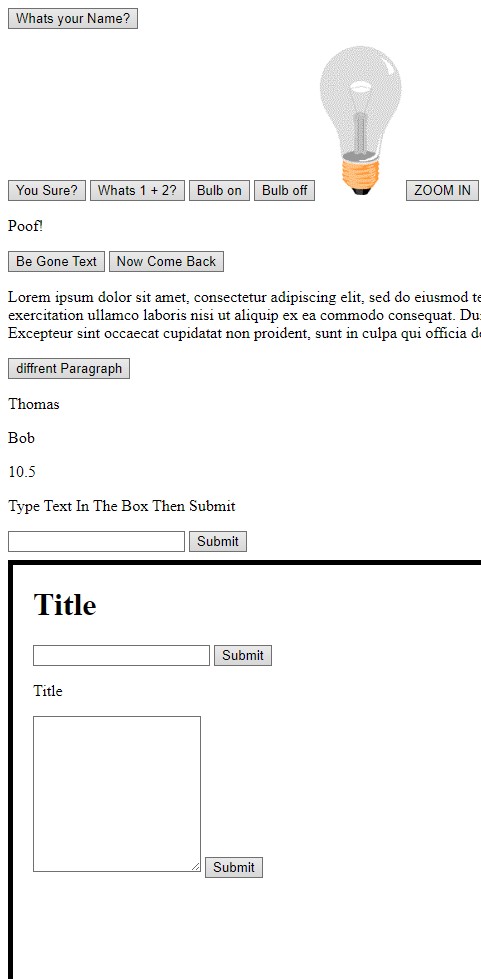 Whats your Name?
You Sure? Whats 1 + 2? Bulb on Bulb off ZOOM IN
Poof!
Be Gone Text Now Come Back
Lorem ipsum dolor sit amet, consectetur adipiscing elit, sed do eiusmod te
exercitation ullamco laboris nisi ut aliquip ex ea commodo consequat. Du
Excepteur sint occaecat cupidatat non proident, sunt in culpa qui officia de
diffrent Paragraph
Thomas
Bob
10.5
Type Text In The Box Then Submit
Submit
Title
Submit
Title
Submit